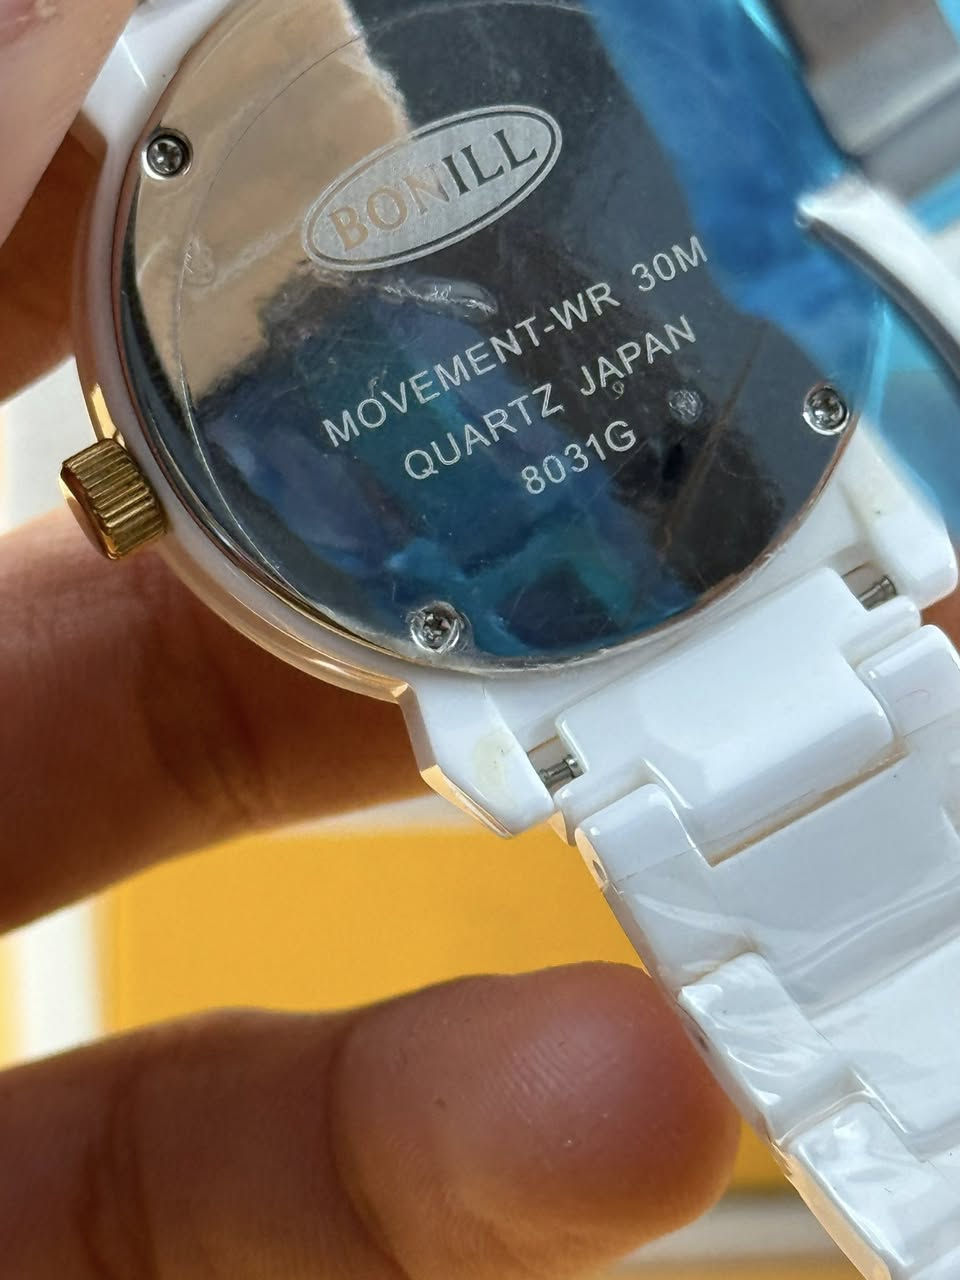 BONILL
MOVEMENT-WR 30M
QUARTZ JAPAN
8031G